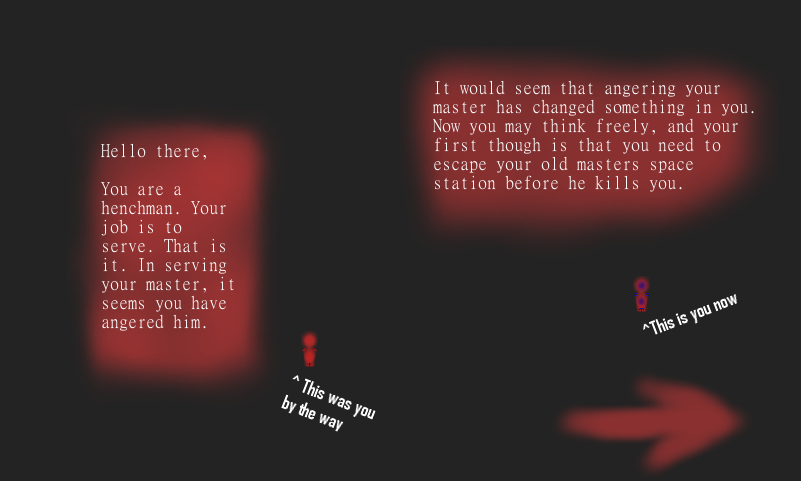 Hello there,
You are a
henchman. Your
job is to
serve. That is
it. In serving
your master, it
seems you have
angered him.
^ This was you
by the way
It would seem that angering your
master has changed something in you.
Now you may think freely, and your
first though is that you need to
escape your old masters space
station before he kills you.
^This is you now